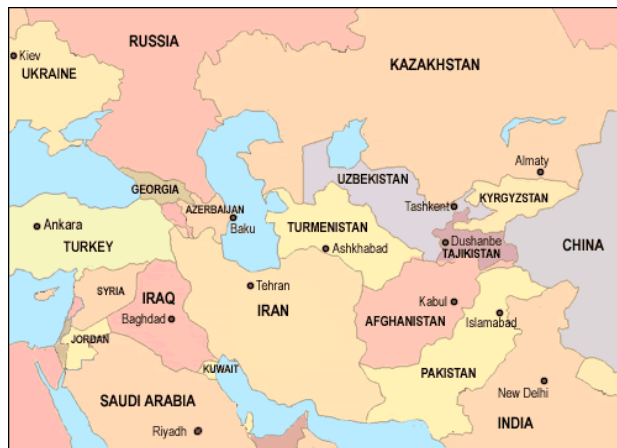 RUSSIA
Kiev
UKRAINE
KAZAKHSTAN
Almaty
UZBEKISTAN
GEORGIA
KYRGYZSTAN
Tashkent
AZERBAIJAN
Baku
Ankara
TURKEY
TURMENISTAN
Ashkhabad
Dushanbe
TAJIKISTAN
CHINA
SYRIA
IRAQ
Baghdad
Tehran
IRAN
Kabul
AFGHANISTAN
Islamabad
JORDAN
KUWAIT
PAKISTAN
New Delhi
INDIA
SAUDI ARABIA
Riyadh